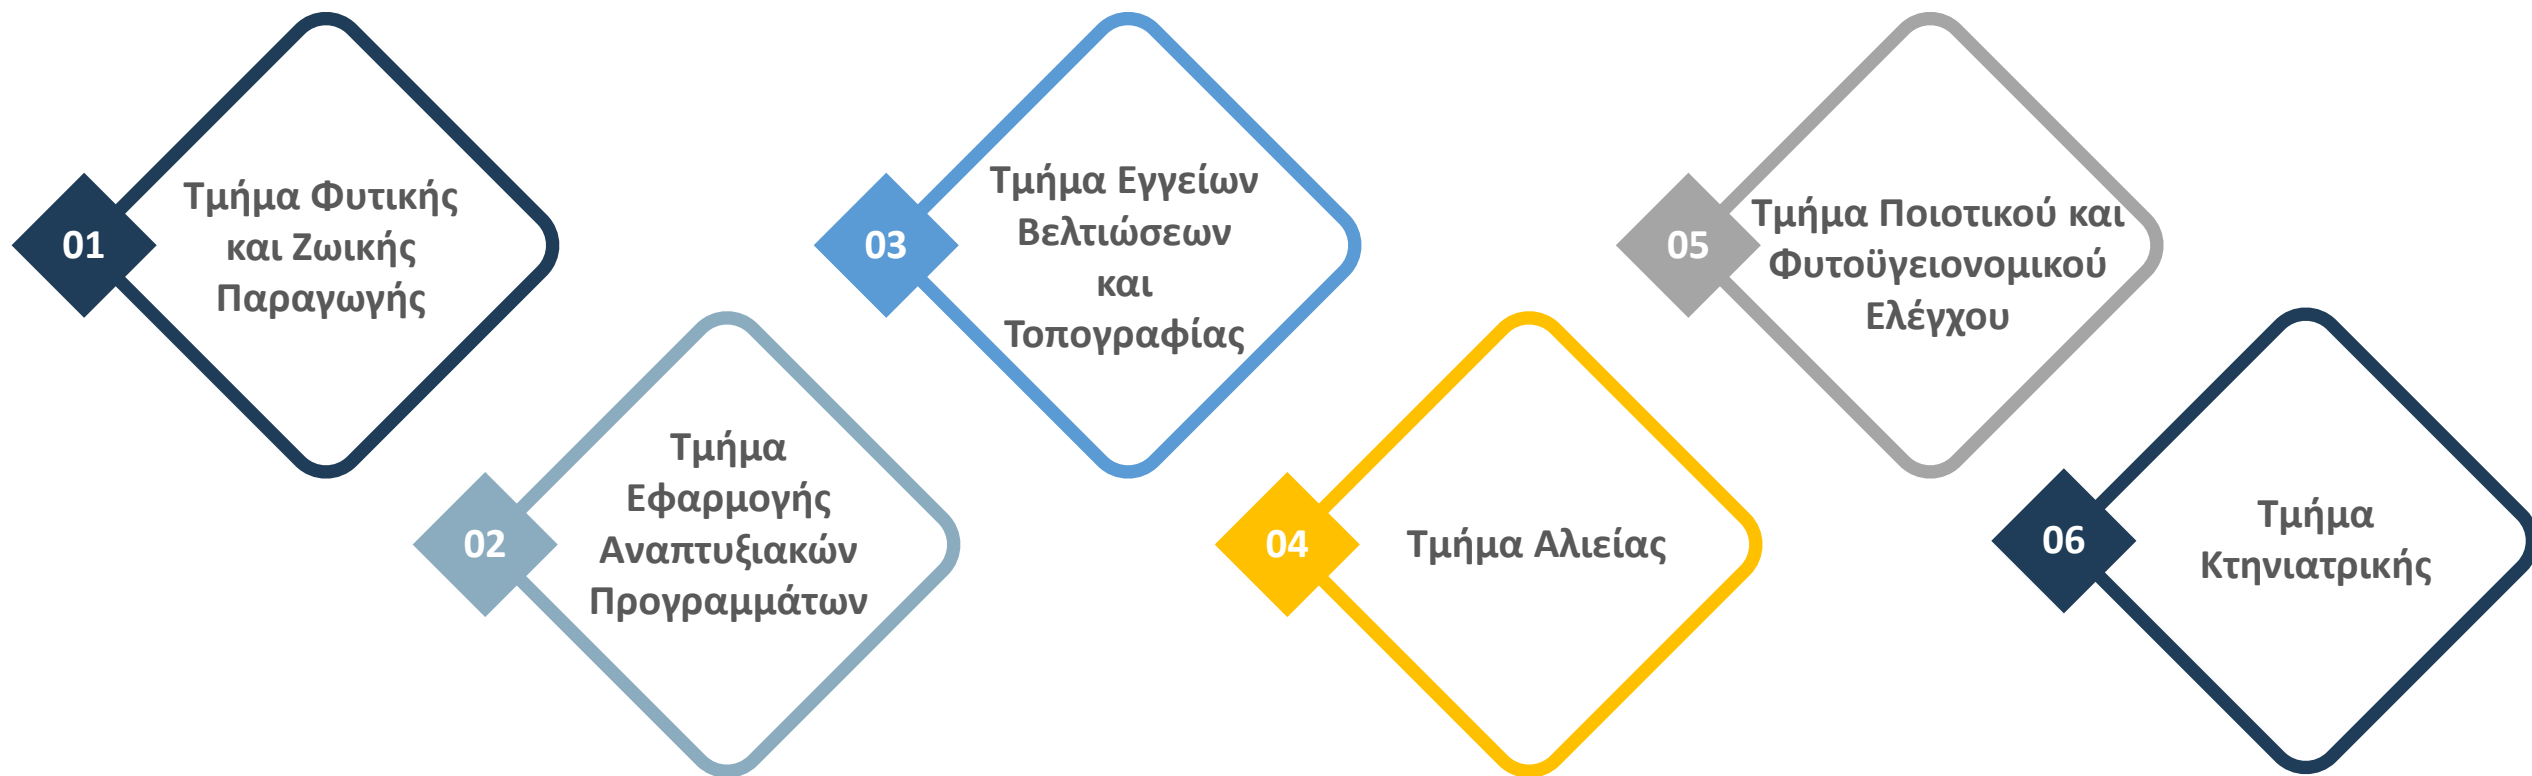 01
Τμήμα Φυτικής
και Ζωικής
Παραγωγής
02
Τμήμα
Εφαρμογής
Αναπτυξιακών
Προγραμμάτων
03
Τμήμα Εγγείων
Βελτιώσεων
και
Τοπογραφίας
04
Τμήμα Αλιείας
05
Τμήμα Ποιοτικού και
Φυτοϋγειονομικού
Ελέγχου
06
Τμήμα
Κτηνιατρικής